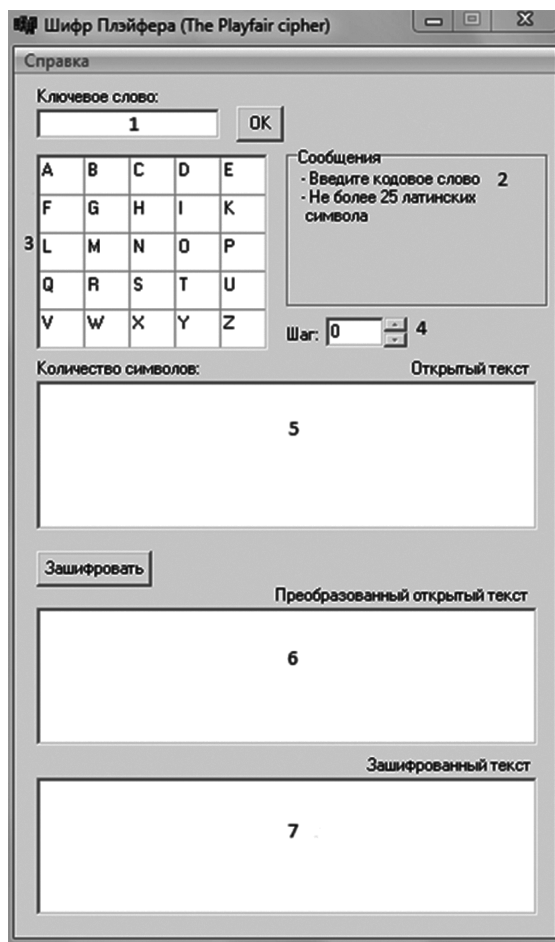 Шифр Плэйфера (The Playfair cipher)
Справка
Ключевое слово:
1
OK
A B C D E
F G H I K
3 L M N O P
Q R S T U
V W X Y Z
Сообщения
- Введите кодовое слово 2
- Не более 25 латинских
символа
Шаг: 0 4
Количество символов: Открытый текст
5
Зашифровать
Преобразованный открытый текст
6
Зашифрованный текст
7